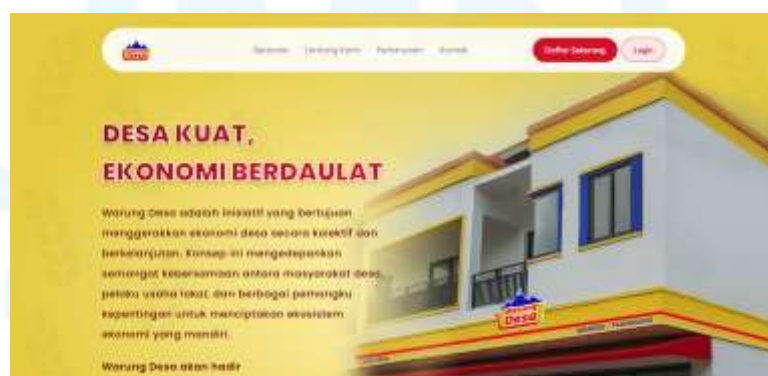 Desa
Beranda Tentang Kami Pertanyaan Kontak
Daftar Sekarang
Login
DESA KUAT,
EKONOMI BERDAULAT
Warung Desa adalah inisiatif yang bertujuan
menggerakkan ekonomi desa secara kolektif dan
berkelanjutan. Konsep ini mengedepankan
semangat kebersamaan antara masyarakat desa,
pelaku usaha lokal, dan berbagai pemangku
kepentingan untuk menciptakan ekosistem
ekonomi yang mandiri.
Warung Desa akan hadir
Desa